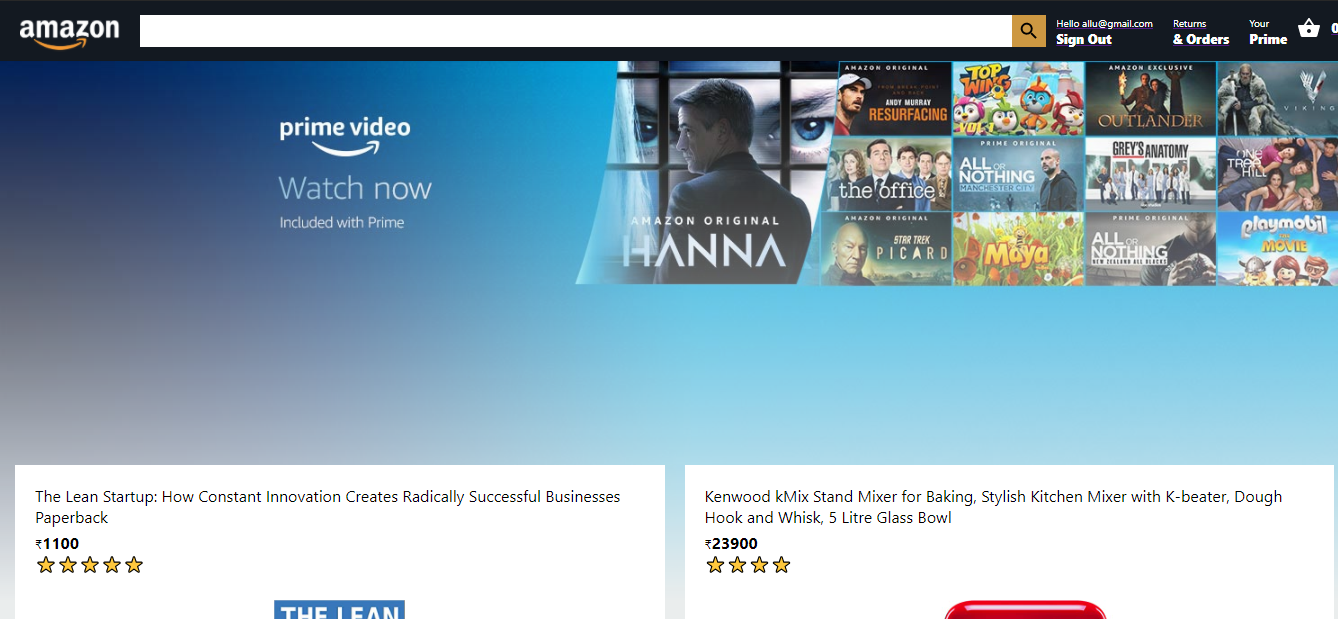 amazon
Hello allu@gmail.com
Sign Out
Returns
& Orders
Your
Prime
0
prime video
Watch now
Included with Prime
AMAZON ORIGINAL
HANNA
AMAZON ORIGINAL
FROM BREAK POINT
AND BACK
ANDY MURRAY
RESURFACING
TOP
WING
VOL 1
AMAZON EXCLUSIVE
OUTLANDER
VIKINGS
the office
PRIME ORIGINAL
ALL OR
NOTHING
MANCHESTER CITY
GREY'S ANATOMY
ONE
TREE
HILL
AMAZON ORIGINAL
STAR TREK
PICARD
Maya
PRIME ORIGINAL
ALL OR
NOTHING
NEW ZEALAND ALL BLACKS
playmobil
THE
MOVIE
The Lean Startup: How Constant Innovation Creates Radically Successful Businesses
Paperback
₹1100
Kenwood kMix Stand Mixer for Baking, Stylish Kitchen Mixer with K-beater, Dough
Hook and Whisk, 5 Litre Glass Bowl
₹23900
THE LEAN